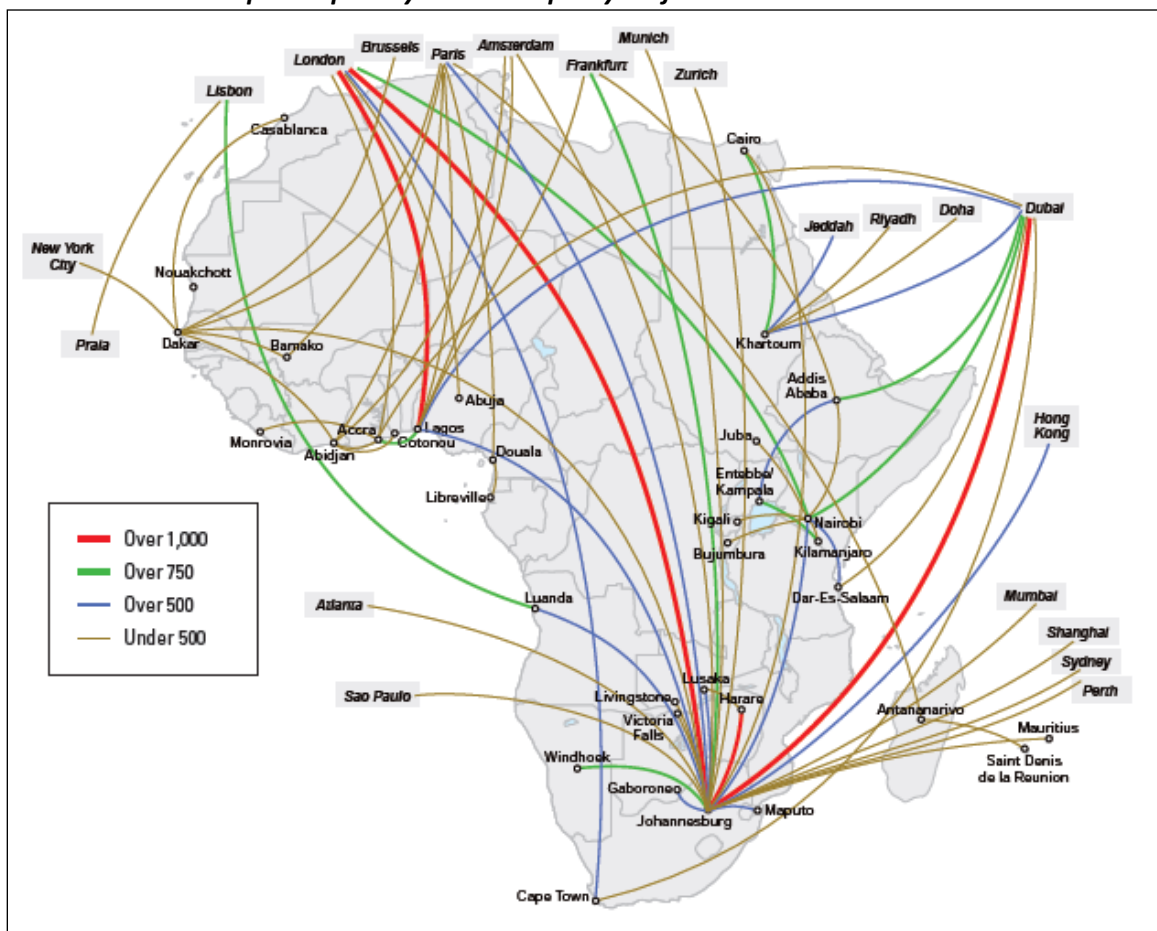 London
Brussels
Paris
Amsterdam
Munich
Frankfurt
Zurich
Lisbon
Casablanca
Cairo
Dubai
Jeddah
Riyadh
Doha
New York
City
Nouakchott
Praia
Dakar
Bamako
Khartoum
Addis
Ababa
Abuja
Hong
Kong
Monrovia
Abidjan
Accra
Cotonou
Lagos
Douala
Juba
Libreville
Entebbe/
Kampala
Kigali
Nairobi
Bujumbura
Kilamanjaro
Over 1,000
Over 750
Over 500
Under 500
Dar-Es-Salaam
Luanda
Atlanta
Mumbai
Shanghai
Sydney
Perth
Sao Paulo
Lusaka
Livingstone
Harare
Victoria
Falls
Antananarivo
Mauritius
Saint Denis
de la Reunion
Windhoek
Gaborone
Johannesburg
Maputo
Cape Town